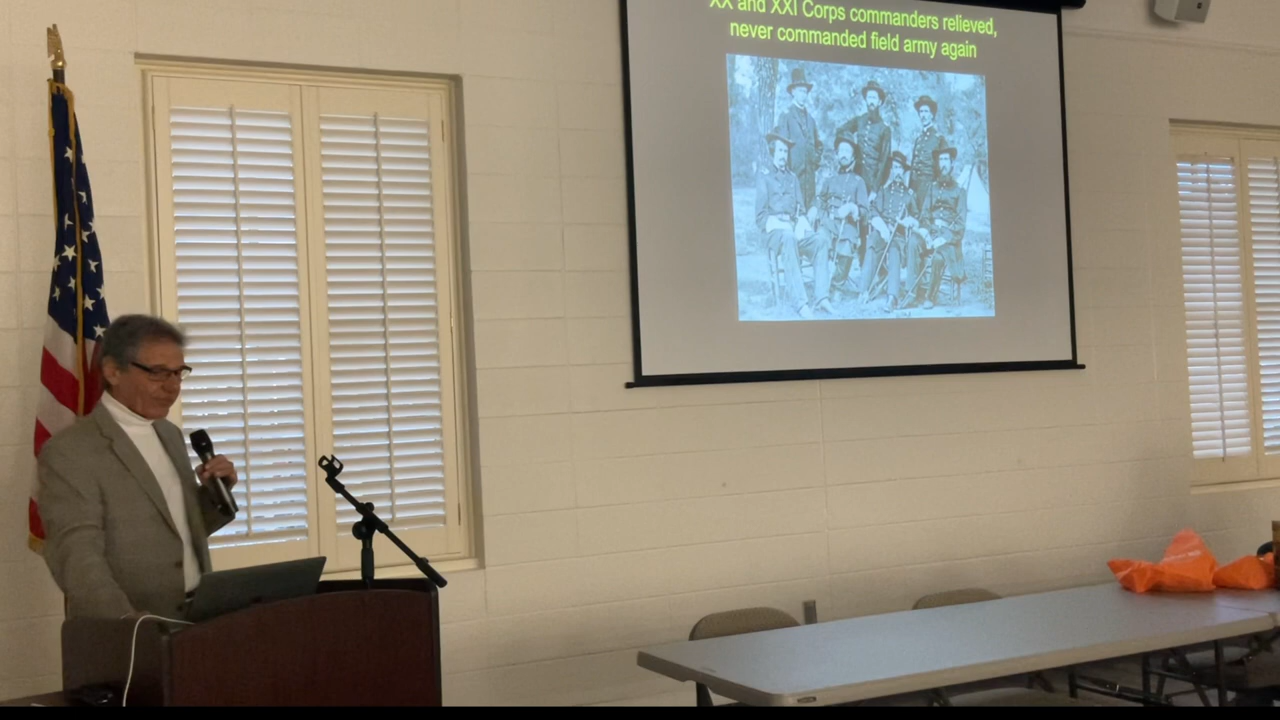 XX and XXI Corps commanders relieved,
never commanded field army again